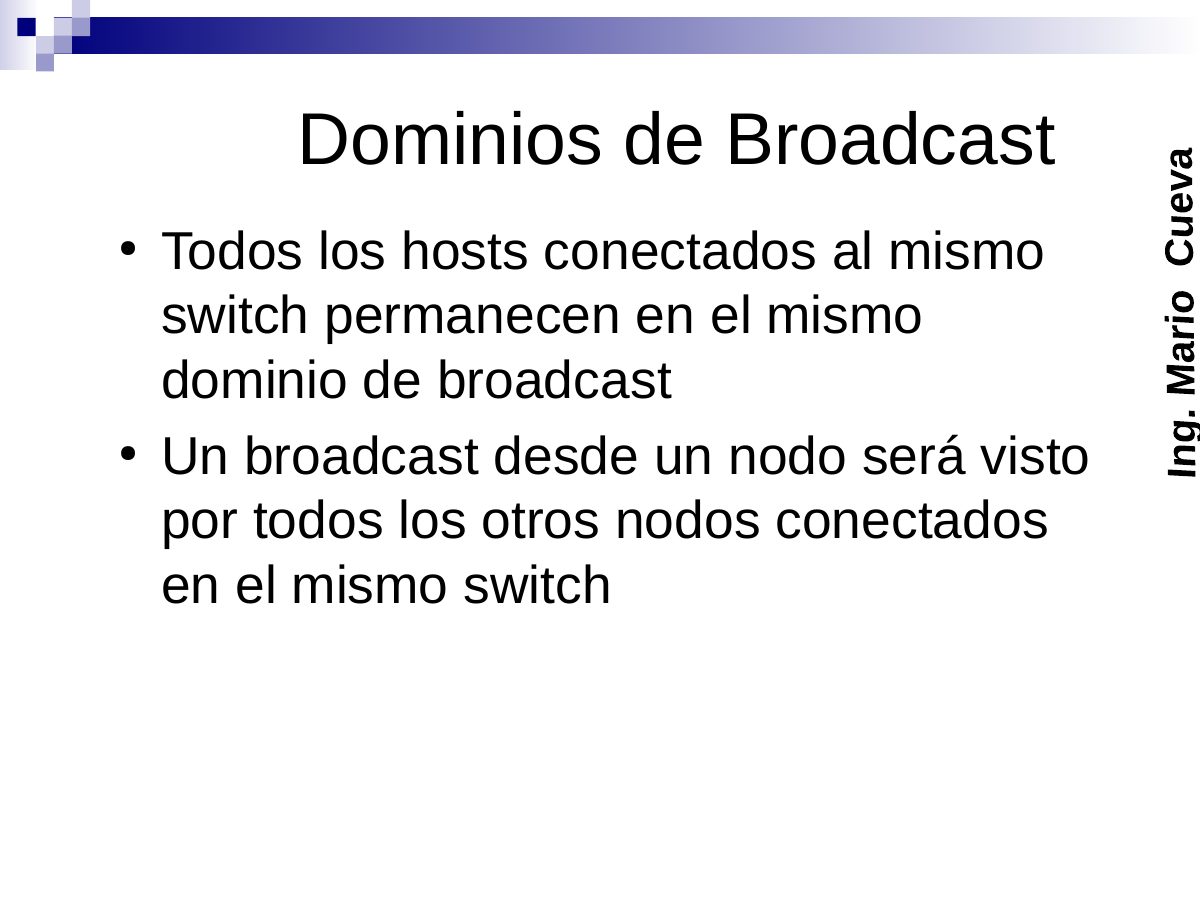 Dominios de Broadcast
• Todos los hosts conectados al mismo
switch permanecen en el mismo
dominio de broadcast
• Un broadcast desde un nodo será visto
por todos los otros nodos conectados
en el mismo switch
Ing. Mario Cueva